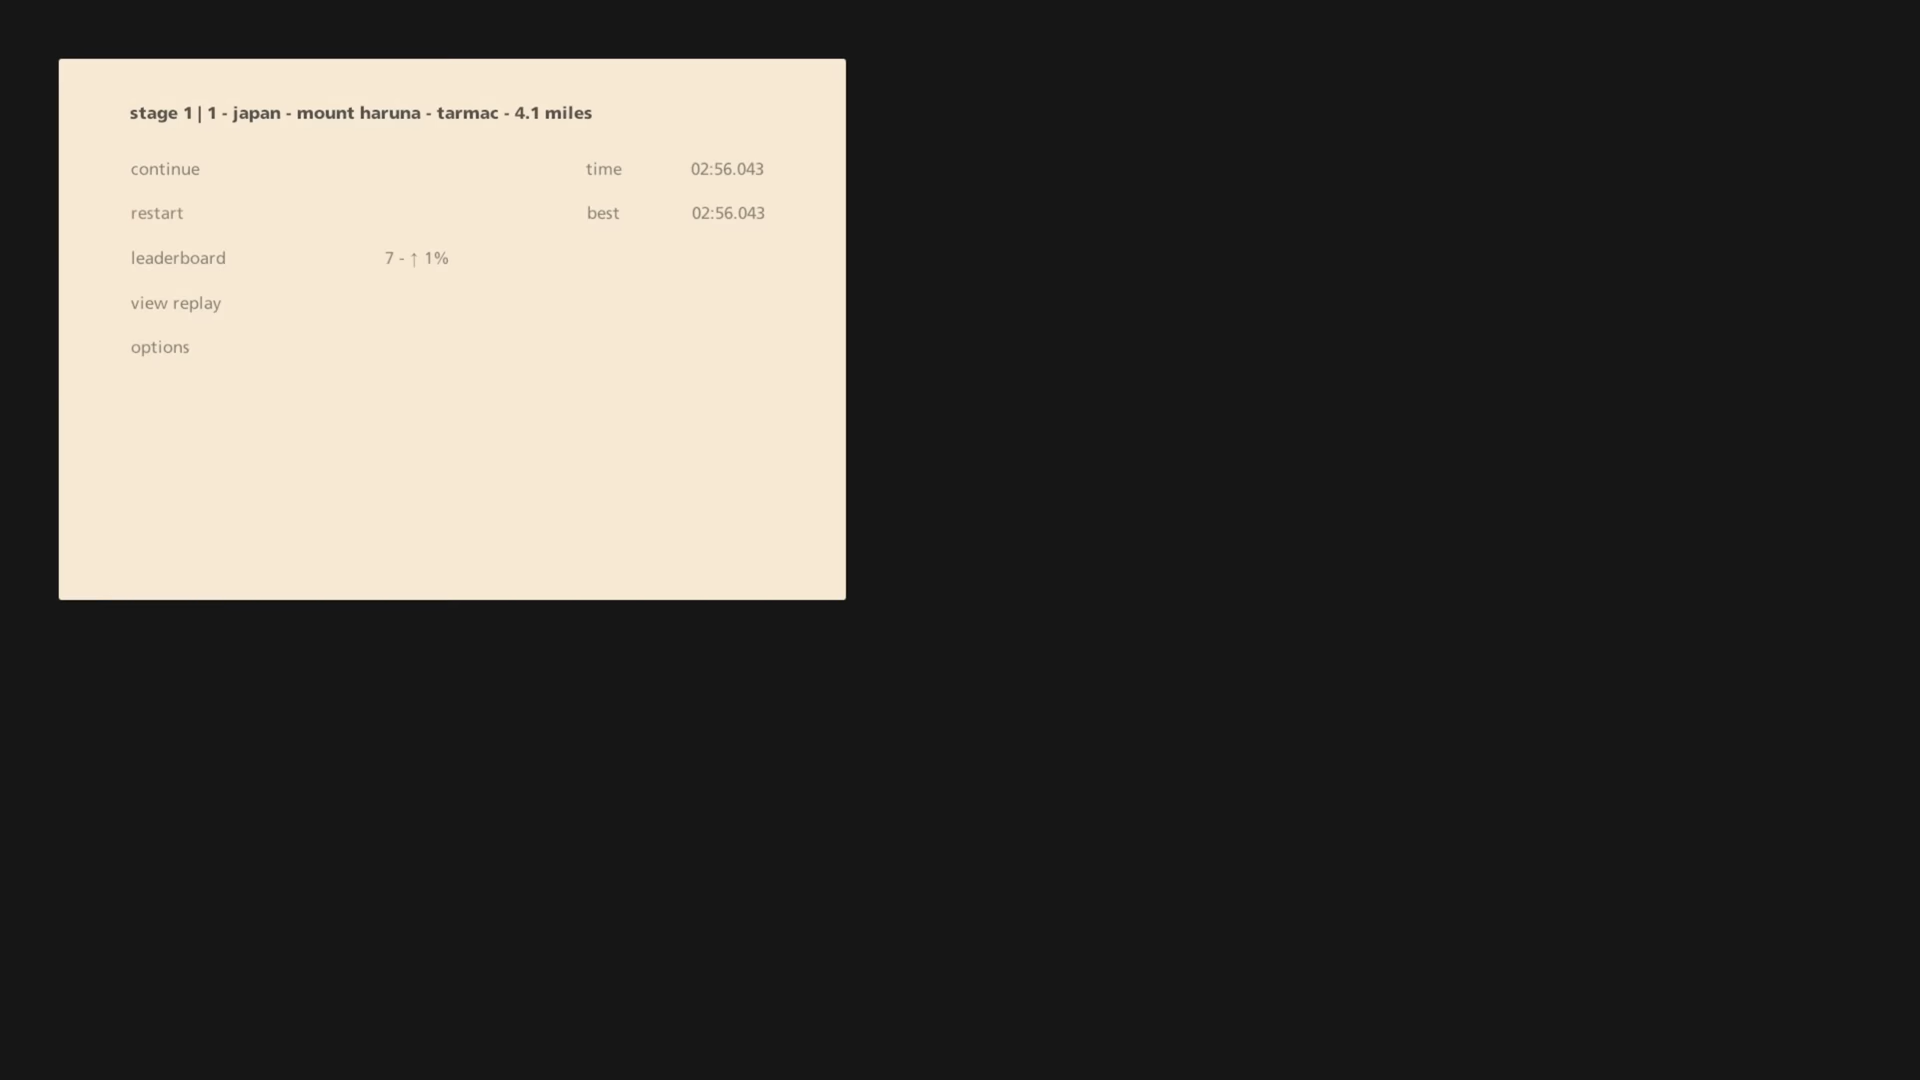 stage 1 | 1 - japan - mount haruna - tarmac - 4.1 miles
continue time 02:56.043
restart best 02:56.043
leaderboard 7 - ↑ 1%
view replay
options